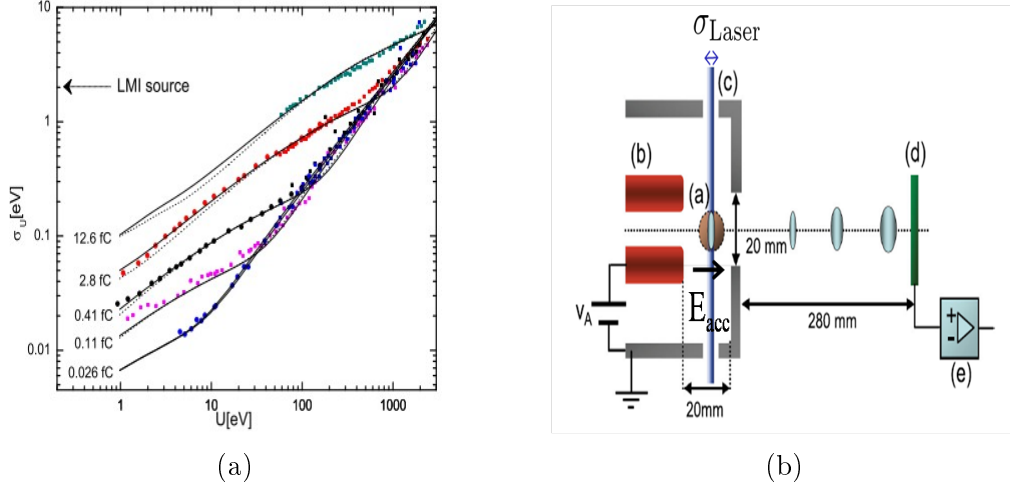 10
1
0.1
0.01
σ_U[eV]
LMI source
12.6 fC
2.8 fC
0.41 fC
0.11 fC
0.026 fC
1
10
100
1000
U[eV]
(a)
σ_Laser
(c)
(b)
(d)
(a)
20 mm
E_acc
V_A
280 mm
20mm
+
-
(e)
(b)